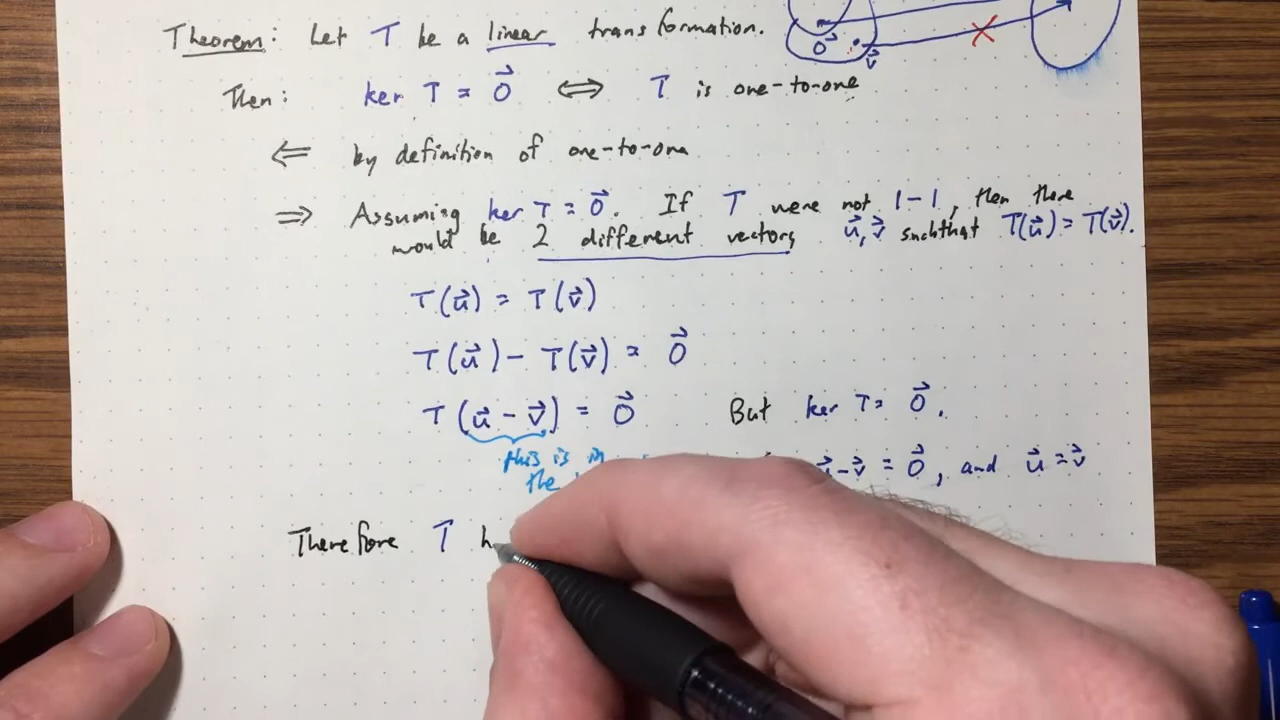 Theorem: Let T be a linear transformation.
0⃗ v⃗
Then: ker T = 0⃗ ⟺ T is one-to-one
⟸ by definition of one-to-one
⟹ Assuming ker T = 0⃗. If T were not 1-1, then there
would be 2 different vectors u⃗, v⃗ such that T(u⃗) = T(v⃗).
T(u⃗) = T(v⃗)
T(u⃗) - T(v⃗) = 0⃗
T(u⃗ - v⃗) = 0⃗ But ker T = 0⃗.
this is in
the
u⃗-v⃗ = 0⃗, and u⃗ = v⃗
Therefore T